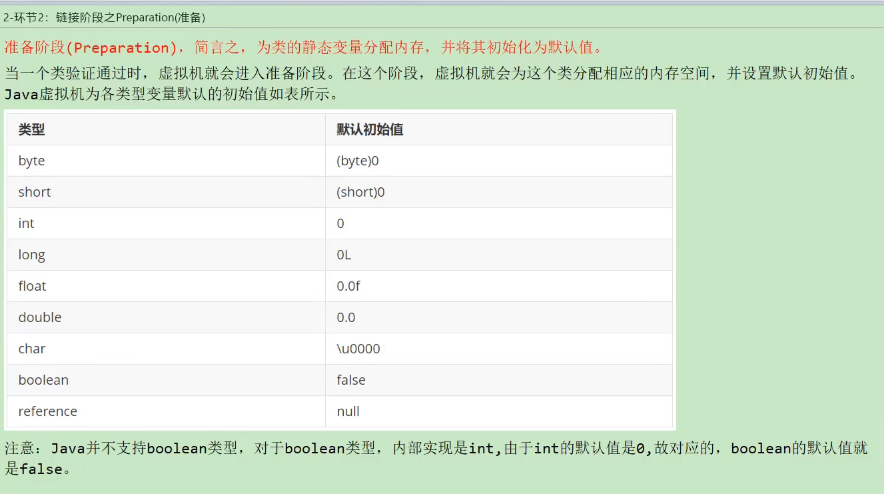 2-环节2：链接阶段之Preparation(准备)
准备阶段(Preparation)，简言之，为类的静态变量分配内存，并将其初始化为默认值。
当一个类验证通过时，虚拟机就会进入准备阶段。在这个阶段，虚拟机就会为这个类分配相应的内存空间，并设置默认初始值。
Java虚拟机为各类型变量默认的初始值如表所示。
类型 默认初始值
byte (byte)0
short (short)0
int 0
long 0L
float 0.0f
double 0.0
char \u0000
boolean false
reference null
注意：Java并不支持boolean类型，对于boolean类型，内部实现是int,由于int的默认值是0,故对应的，boolean的默认值就
是false。